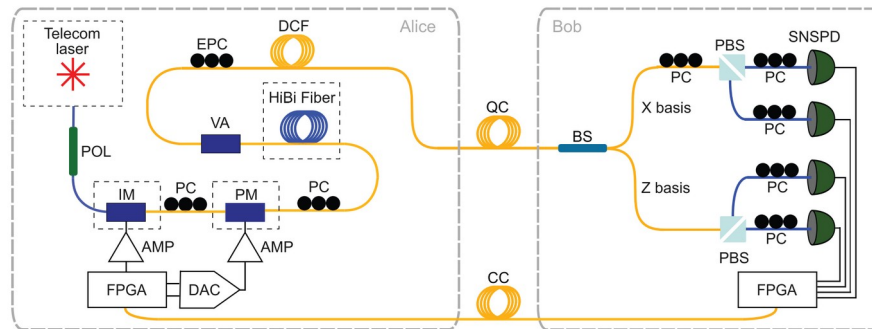 Alice
Bob
Telecom
laser
POL
IM
PC
PM
PC
AMP
AMP
FPGA
DAC
VA
HiBi Fiber
EPC
DCF
QC
CC
BS
X basis
Z basis
PC
PBS
PC
SNSPD
PC
PC
PBS
PC
FPGA